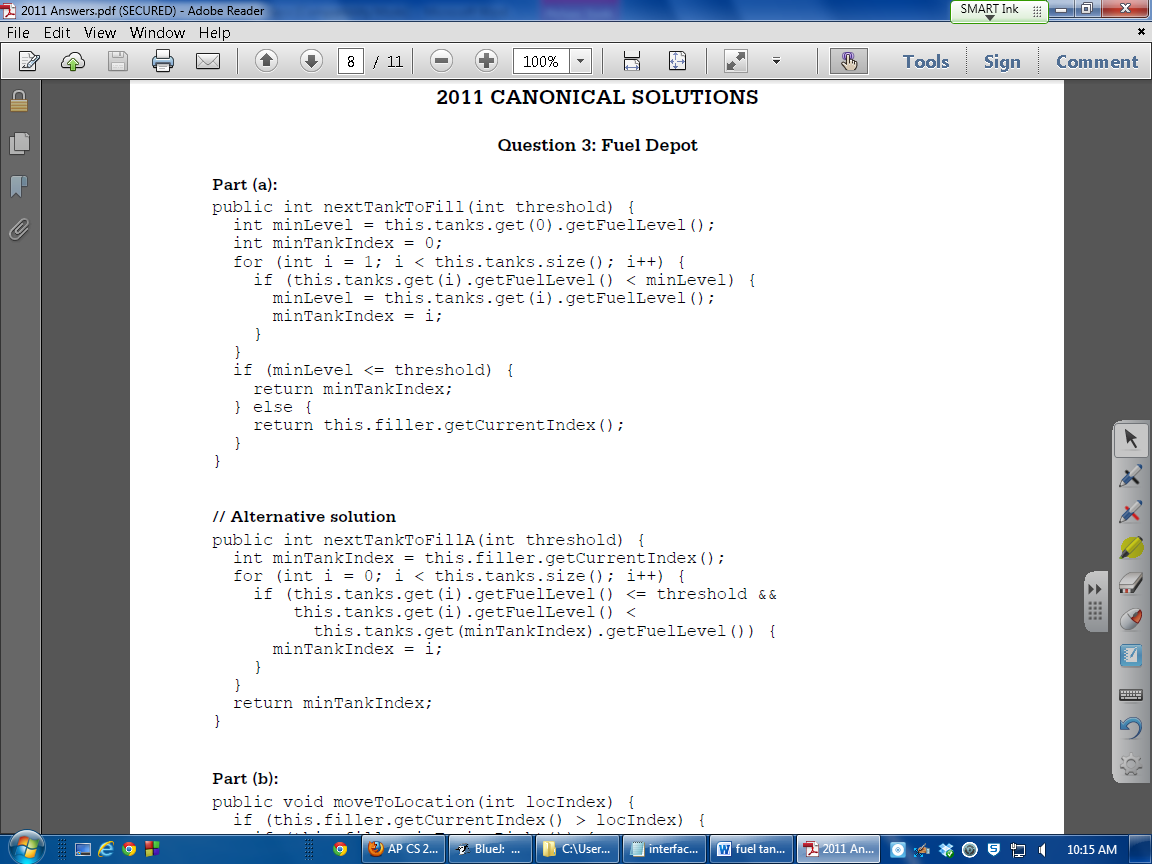 2011 Answers.pdf (SECURED) - Adobe Reader
SMART Ink
File Edit View Window Help
8 / 11
100%
Tools Sign Comment
2011 CANONICAL SOLUTIONS
Question 3: Fuel Depot
Part (a):
public int nextTankToFill(int threshold) {
  int minLevel = this.tanks.get(0).getFuelLevel();
  int minTankIndex = 0;
  for (int i = 1; i < this.tanks.size(); i++) {
    if (this.tanks.get(i).getFuelLevel() < minLevel) {
      minLevel = this.tanks.get(i).getFuelLevel();
      minTankIndex = i;
    }
  }
  if (minLevel <= threshold) {
    return minTankIndex;
  } else {
    return this.filler.getCurrentIndex();
  }
}
// Alternative solution
public int nextTankToFillA(int threshold) {
  int minTankIndex = this.filler.getCurrentIndex();
  for (int i = 0; i < this.tanks.size(); i++) {
    if (this.tanks.get(i).getFuelLevel() <= threshold &&
        this.tanks.get(i).getFuelLevel() <
          this.tanks.get(minTankIndex).getFuelLevel()) {
      minTankIndex = i;
    }
  }
  return minTankIndex;
}
Part (b):
public void moveToLocation(int locIndex) {
  if (this.filler.getCurrentIndex() > locIndex) {
AP CS 2...
BlueJ: ...
C:\User...
interfac...
fuel tan...
2011 An...
10:15 AM